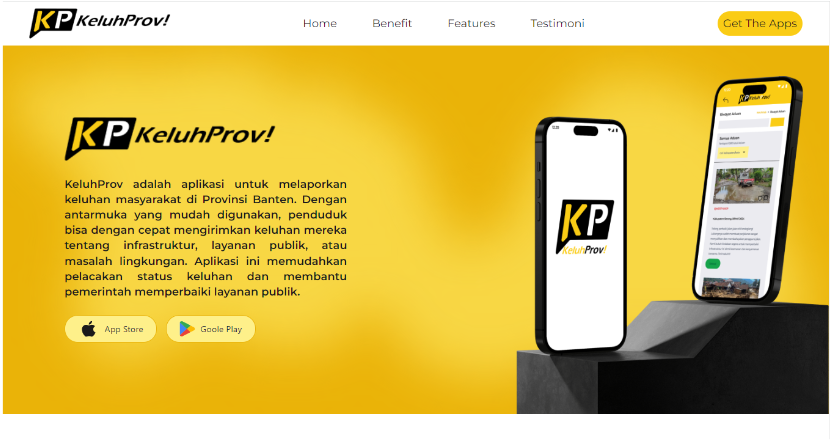 KP KeluhProv!
Home
Benefit
Features
Testimoni
Get The Apps
KP KeluhProv!
KeluhProv adalah aplikasi untuk melaporkan
keluhan masyarakat di Provinsi Banten. Dengan
antarmuka yang mudah digunakan, penduduk
bisa dengan cepat mengirimkan keluhan mereka
tentang infrastruktur, layanan publik, atau
masalah lingkungan. Aplikasi ini memudahkan
pelacakan status keluhan dan membantu
pemerintah memperbaiki layanan publik.
App Store
Goole Play
KP
KeluhProv!